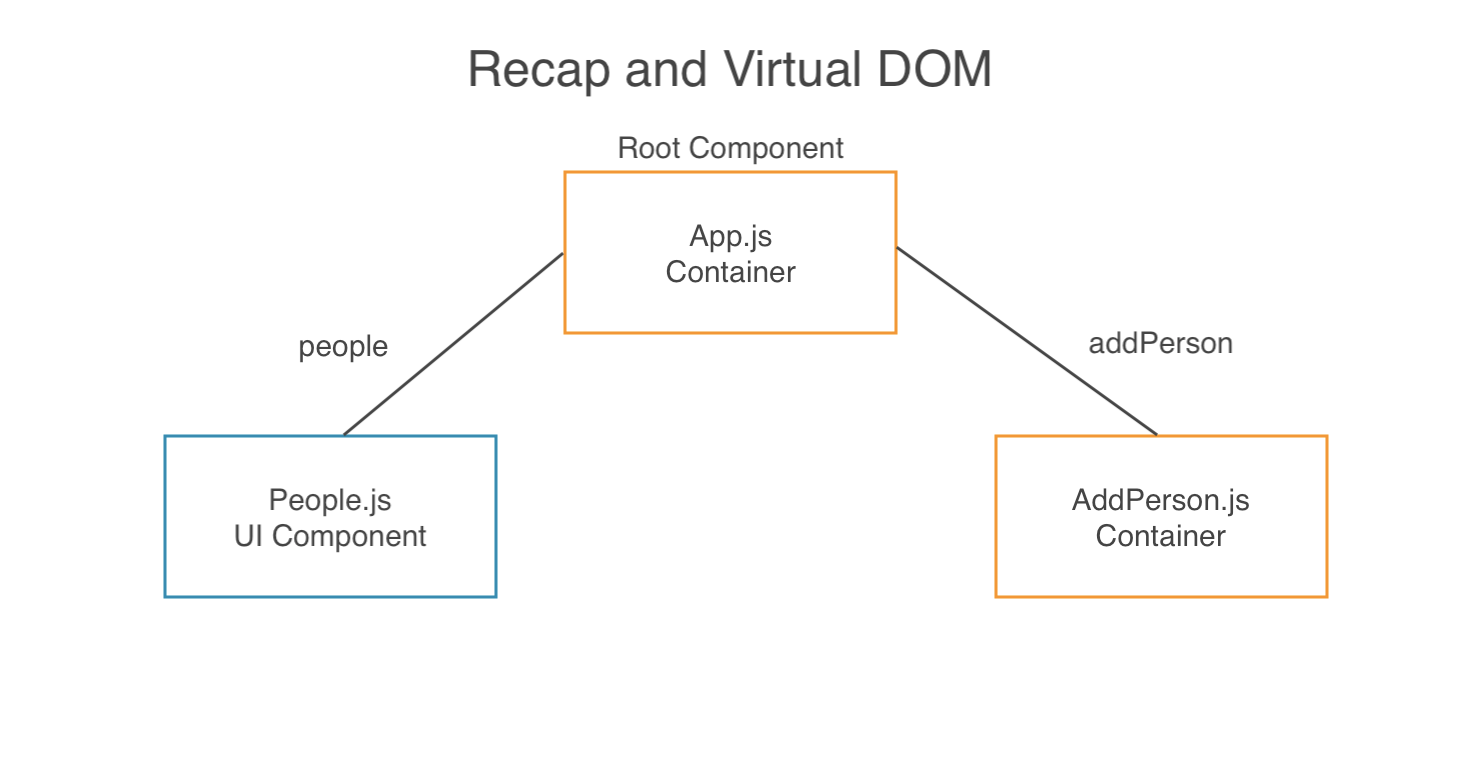 Recap and Virtual DOM
Root Component
App.js
Container
people
addPerson
People.js
UI Component
AddPerson.js
Container